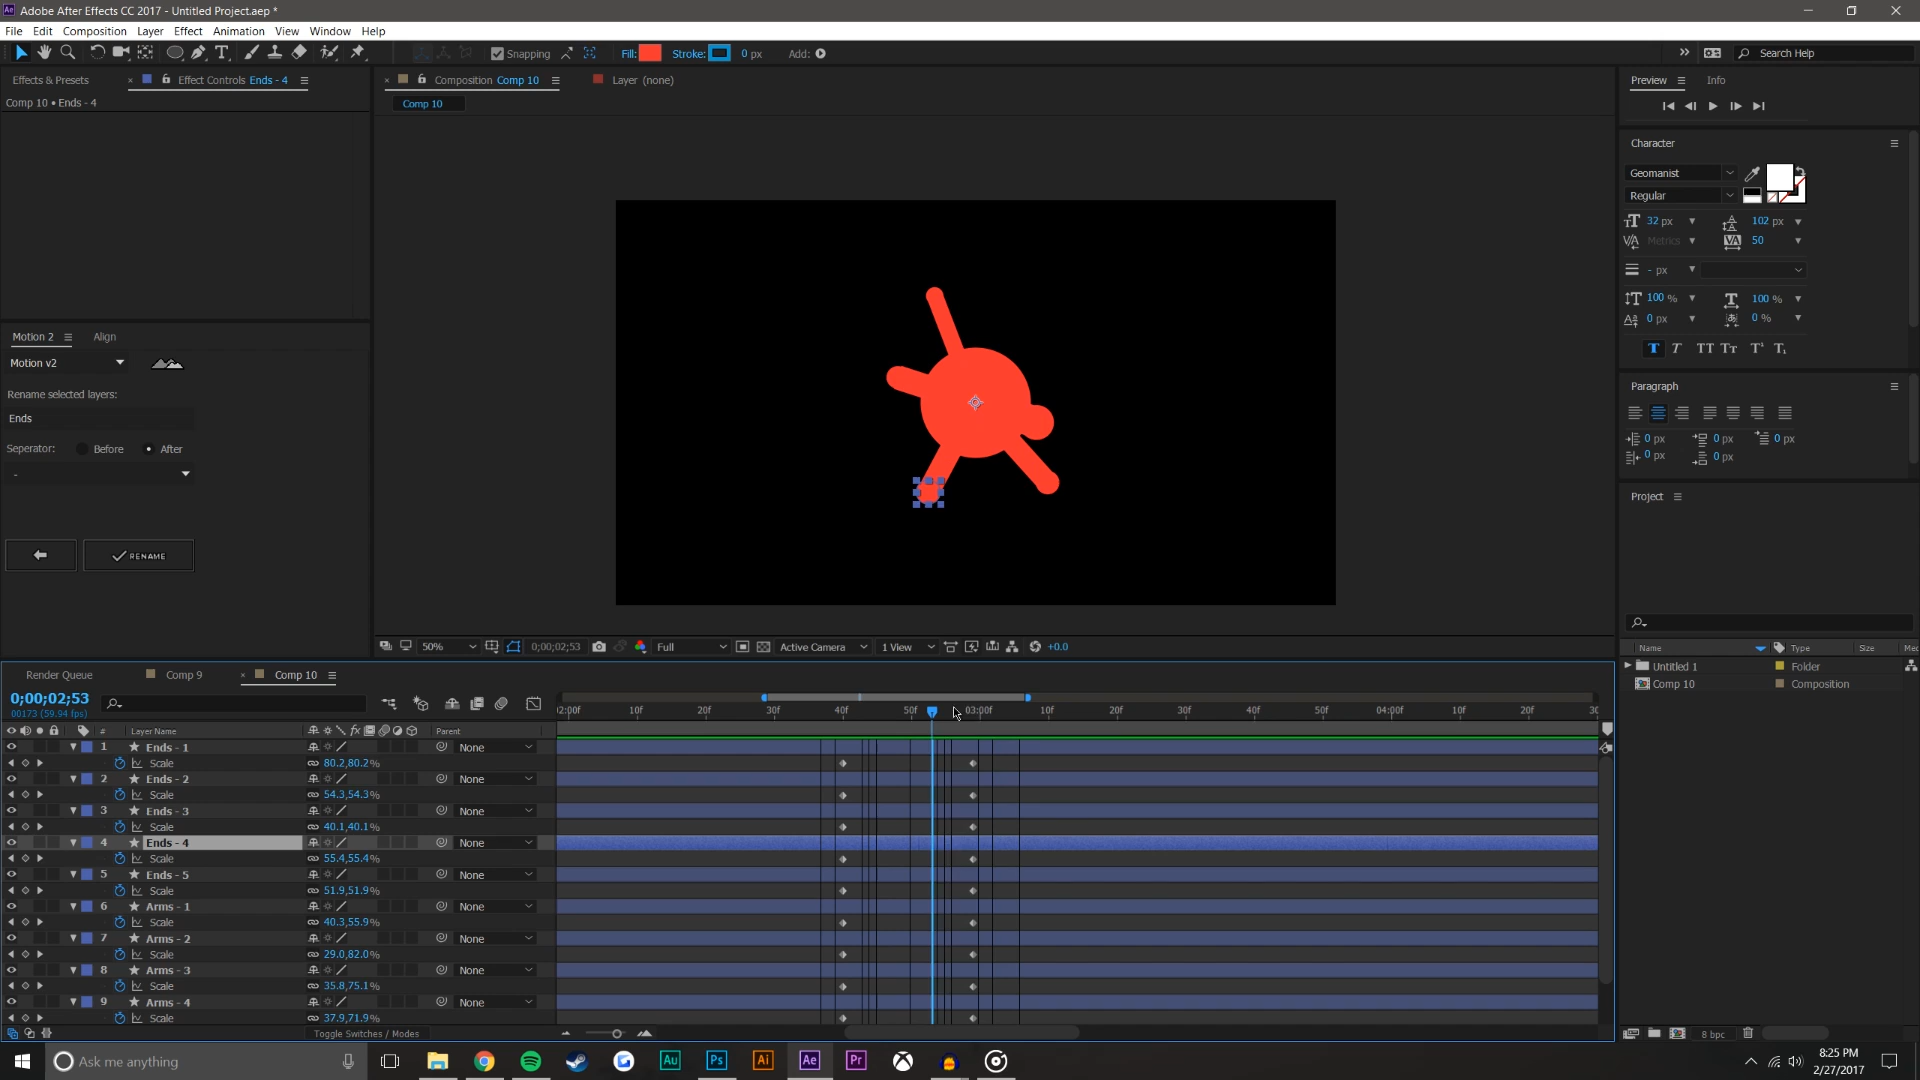 Adobe After Effects CC 2017 - Untitled Project.aep *
File Edit Composition Layer Effect Animation View Window Help
Snapping Fill: Stroke: 0 px Add: Search Help
Effects & Presets Effect Controls Ends - 4
Comp 10 • Ends - 4
Composition Comp 10 Layer (none)
Comp 10
Preview Info
Character
Geomanist
Regular
32 px 102 px
Metrics 50
- px
100 % 100 %
0 px 0 %
T T TT Tt T¹ T₁
Paragraph
0 px 0 px 0 px
0 px 0 px
Project
Name Type Size
Untitled 1 Folder
Comp 10 Composition
8 bpc
Motion 2 Align
Motion v2
Rename selected layers:
Ends
Seperator: Before After
-
RENAME
50% 0;00;02;53 Full Active Camera 1 View +0.0
Render Queue Comp 9 Comp 10
0;00;02;53
00173 (59.94 fps)
2:00f 10f 20f 30f 40f 50f 03:00f 10f 20f 30f 40f 50f 04:00f 10f 20f 30
# Layer Name Parent
1 Ends - 1 None
Scale 80.2,80.2%
2 Ends - 2 None
Scale 54.3,54.3%
3 Ends - 3 None
Scale 40.1,40.1%
4 Ends - 4 None
Scale 55.4,55.4%
5 Ends - 5 None
Scale 51.9,51.9%
6 Arms - 1 None
Scale 40.3,55.9%
7 Arms - 2 None
Scale 29.0,82.0%
8 Arms - 3 None
Scale 35.8,75.1%
9 Arms - 4 None
Scale 37.9,71.9%
Toggle Switches / Modes
Ask me anything
Au Ps Ai Ae Pr
8:25 PM
2/27/2017